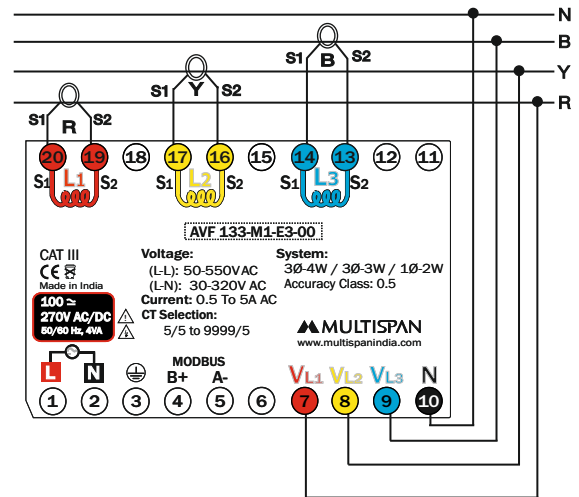 N
B
Y
R
S1 B S2
S1 Y S2
S1 R S2
20 19 18 17 16 15 14 13 12 11
S1 L1 S2 S1 L2 S2 S1 L3 S2
AVF 133-M1-E3-00
CAT III
CE
Made in India
100 ≃
270V AC/DC
50/60 Hz, 4VA
Voltage:
(L-L): 50-550V AC
(L-N): 30-320V AC
Current: 0.5 To 5A AC
CT Selection:
5/5 to 9999/5
System:
3Ø-4W / 3Ø-3W / 1Ø-2W
Accuracy Class: 0.5
MULTISPAN
www.multispanindia.com
MODBUS
L N B+ A- VL1 VL2 VL3 N
1 2 3 4 5 6 7 8 9 10